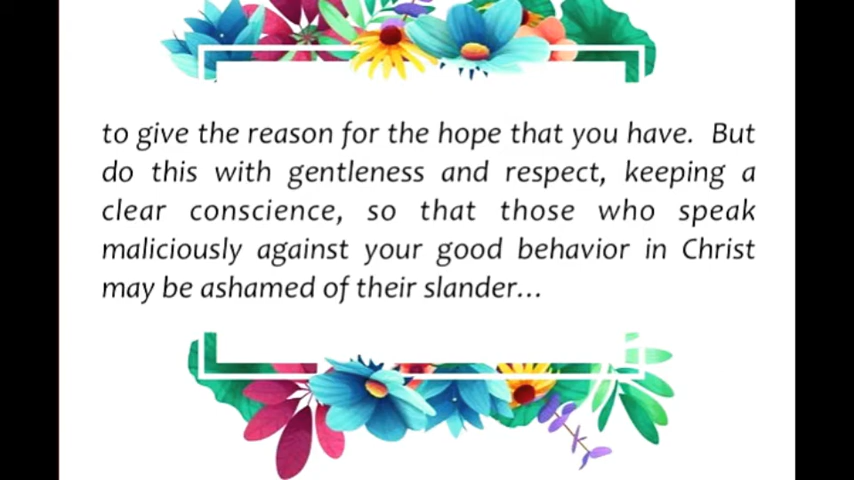 to give the reason for the hope that you have. But
do this with gentleness and respect, keeping a
clear conscience, so that those who speak
maliciously against your good behavior in Christ
may be ashamed of their slander...